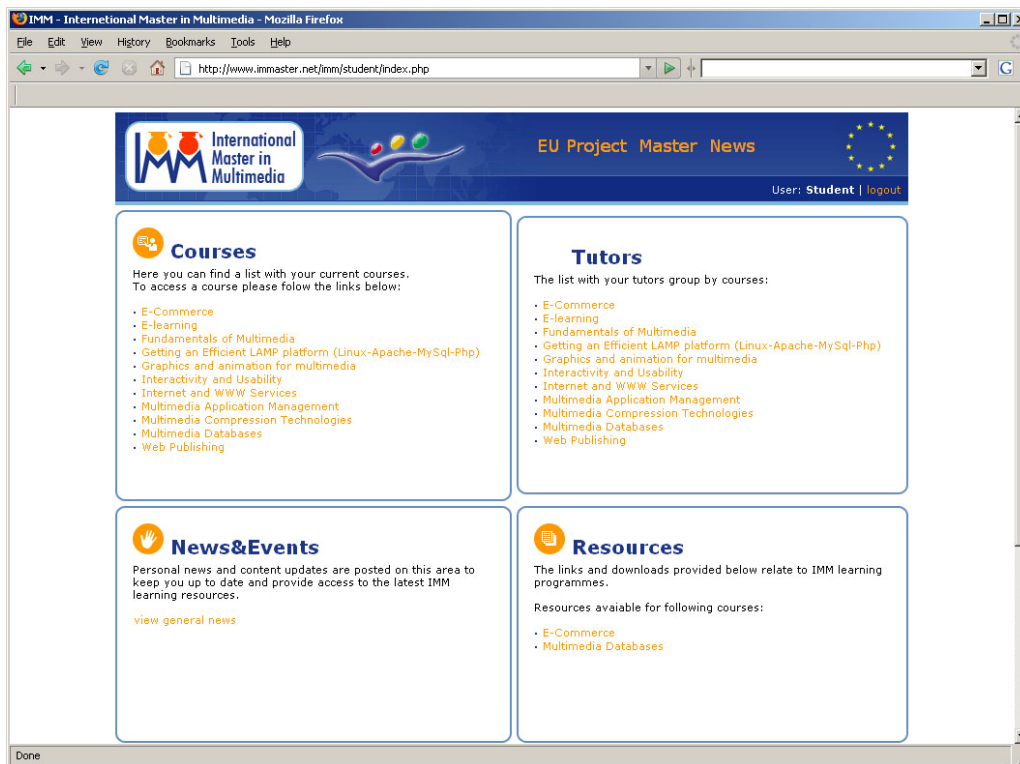 IMM - Internetional Master in Multimedia - Mozilla Firefox
File Edit View History Bookmarks Tools Help
http://www.immaster.net/imm/student/index.php
G
IMM
International
Master in
Multimedia
EU Project Master News
User: Student | logout
Courses
Here you can find a list with your current courses.
To access a course please folow the links below:
• E-Commerce
• E-learning
• Fundamentals of Multimedia
• Getting an Efficient LAMP platform (Linux-Apache-MySql-Php)
• Graphics and animation for multimedia
• Interactivity and Usability
• Internet and WWW Services
• Multimedia Application Management
• Multimedia Compression Technologies
• Multimedia Databases
• Web Publishing
Tutors
The list with your tutors group by courses:
• E-Commerce
• E-learning
• Fundamentals of Multimedia
• Getting an Efficient LAMP platform (Linux-Apache-MySql-Php)
• Graphics and animation for multimedia
• Interactivity and Usability
• Internet and WWW Services
• Multimedia Application Management
• Multimedia Compression Technologies
• Multimedia Databases
• Web Publishing
News&Events
Personal news and content updates are posted on this area to
keep you up to date and provide access to the latest IMM
learning resources.
view general news
Resources
The links and downloads provided below relate to IMM learning
programmes.
Resources avaiable for following courses:
• E-Commerce
• Multimedia Databases
Done